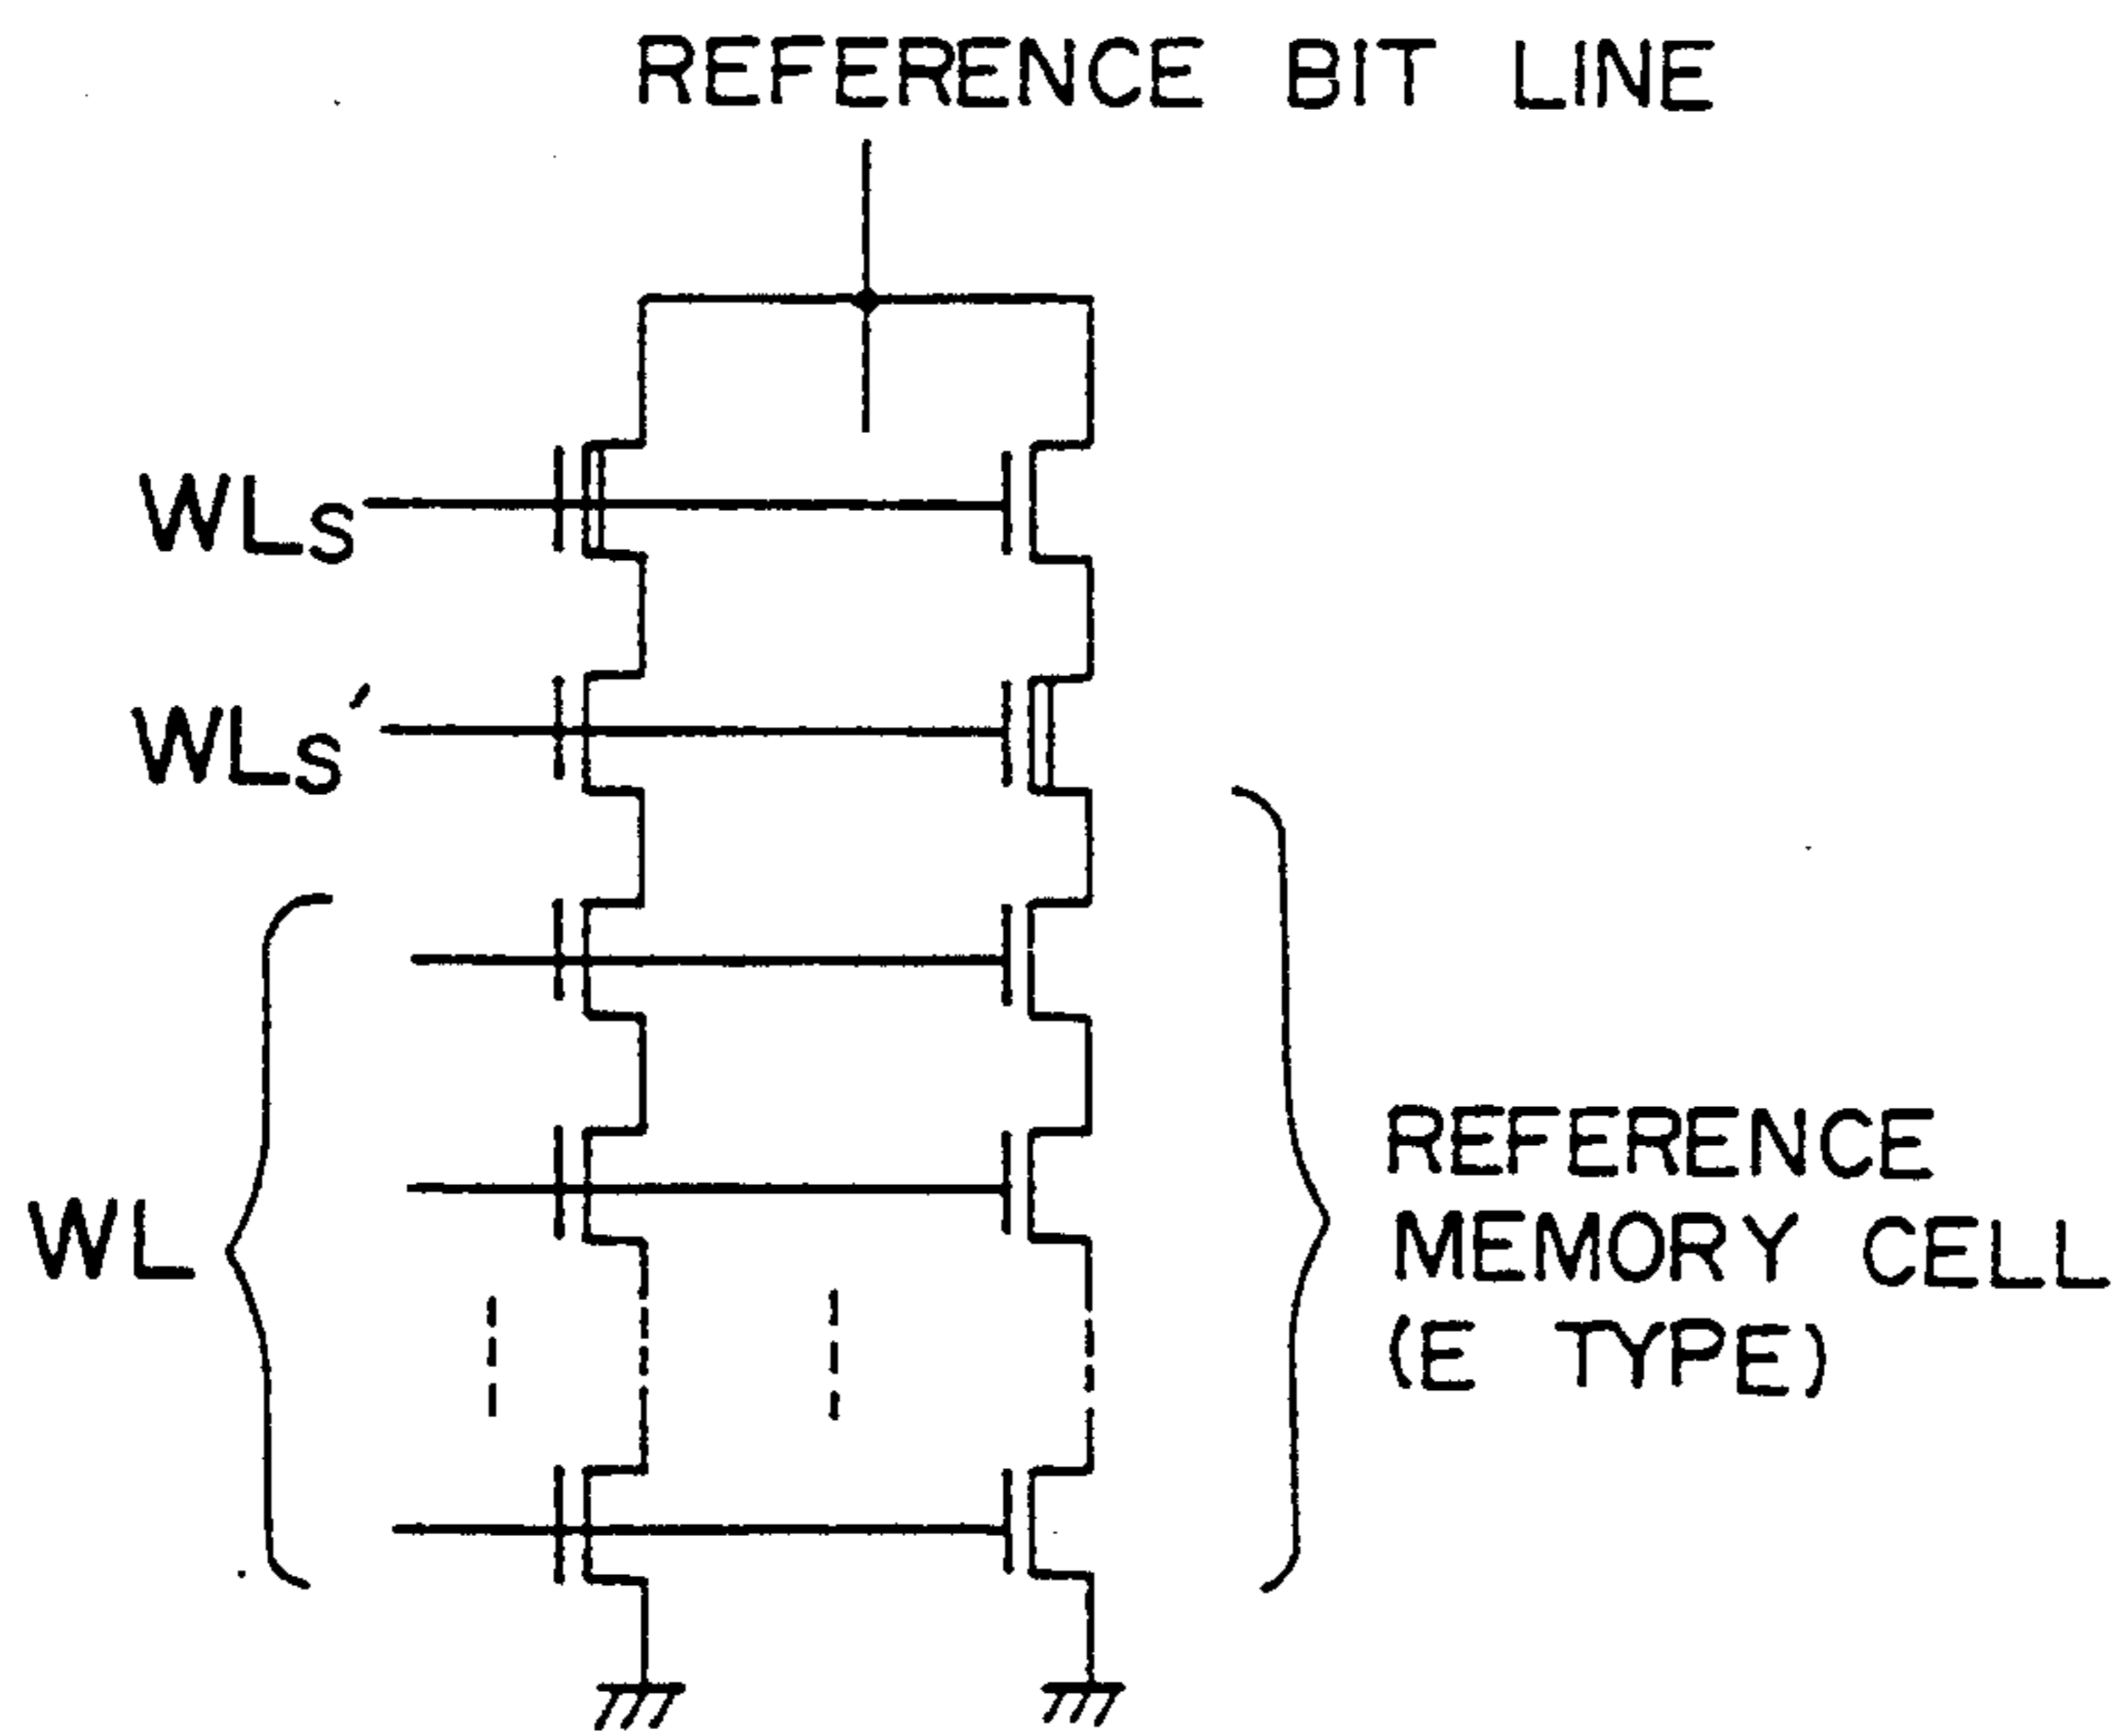 REFERENCE BIT LINE
WLS
WLS'
WL
REFERENCE
MEMORY CELL
(E TYPE)